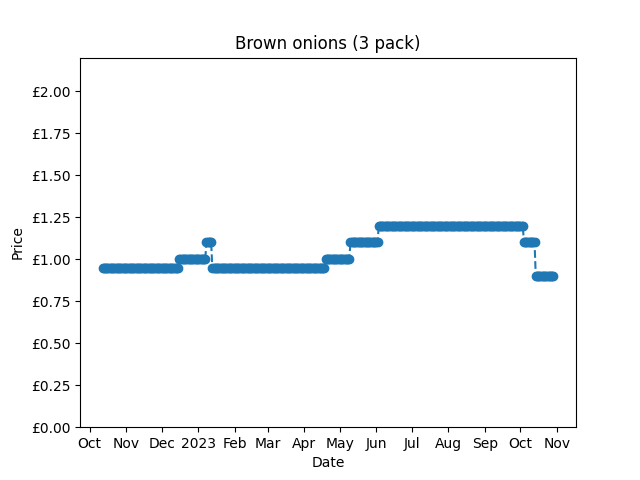 Brown onions (3 pack)
£2.00
£1.75
£1.50
£1.25
£1.00
£0.75
£0.50
£0.25
£0.00
Price
Oct Nov Dec 2023 Feb Mar Apr May Jun Jul Aug Sep Oct Nov
Date